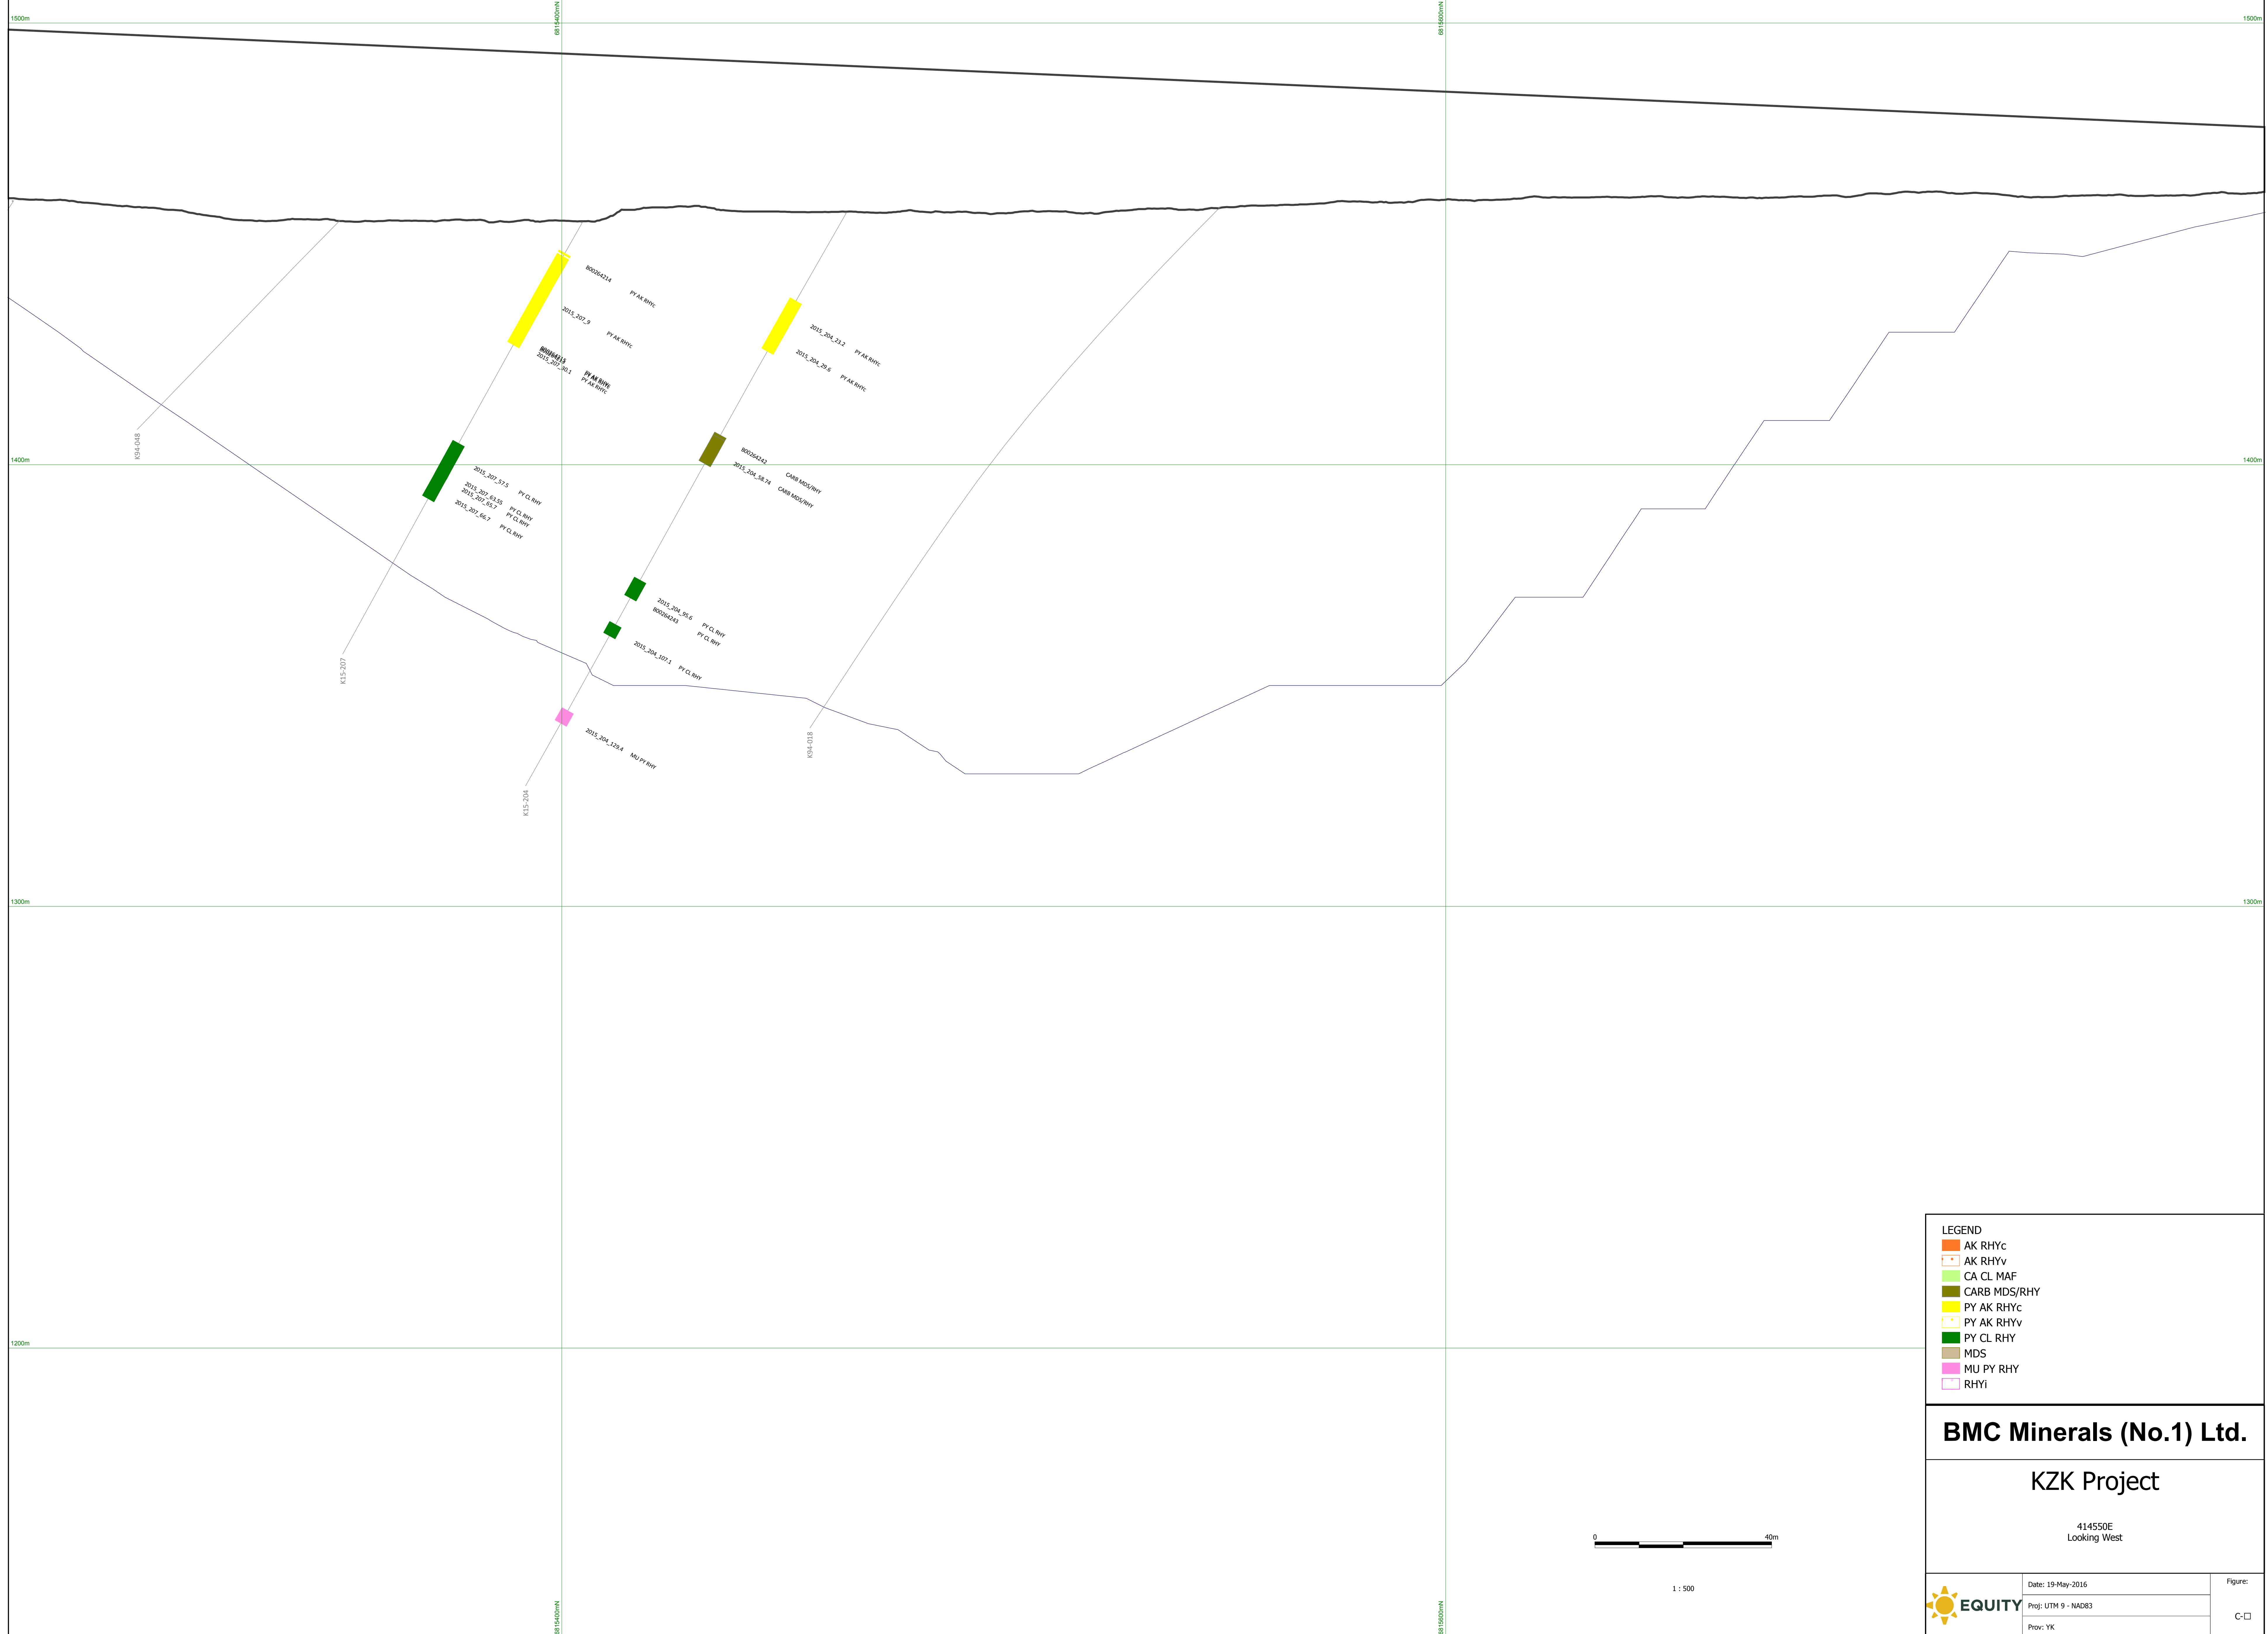 6815400mN
6815600mN
1500m
1500m
B00264214 PY AK RHYc
2015_207_9 PY AK RHYc
PY AK RHYc
2015_207_30.1 PY AK RHYc
2015_204_23.2 PY AK RHYc
2015_204_29.6 PY AK RHYc
K94-048
1400m
1400m
2015_207_57.5 PY CL RHY
2015_207_63.55 PY CL RHY
2015_207_65.7 PY CL RHY
2015_207_66.7 PY CL RHY
B00264242 CARB MDS/RHY
2015_204_58.74 CARB MDS/RHY
2015_204_95.6 PY CL RHY
B00264243 PY CL RHY
2015_204_107.1 PY CL RHY
K15-207
2015_204_129.4 MU PY RHY
K94-018
K15-204
1300m
1300m
1200m
LEGEND
AK RHYc
AK RHYv
CA CL MAF
CARB MDS/RHY
PY AK RHYc
PY AK RHYv
PY CL RHY
MDS
MU PY RHY
RHYi
BMC Minerals (No.1) Ltd.
KZK Project
414550E
Looking West
0 40m
1 : 500
EQUITY
Date: 19-May-2016
Proj: UTM 9 - NAD83
Prov: YK
Figure:
C-□
6815400mN
6815600mN